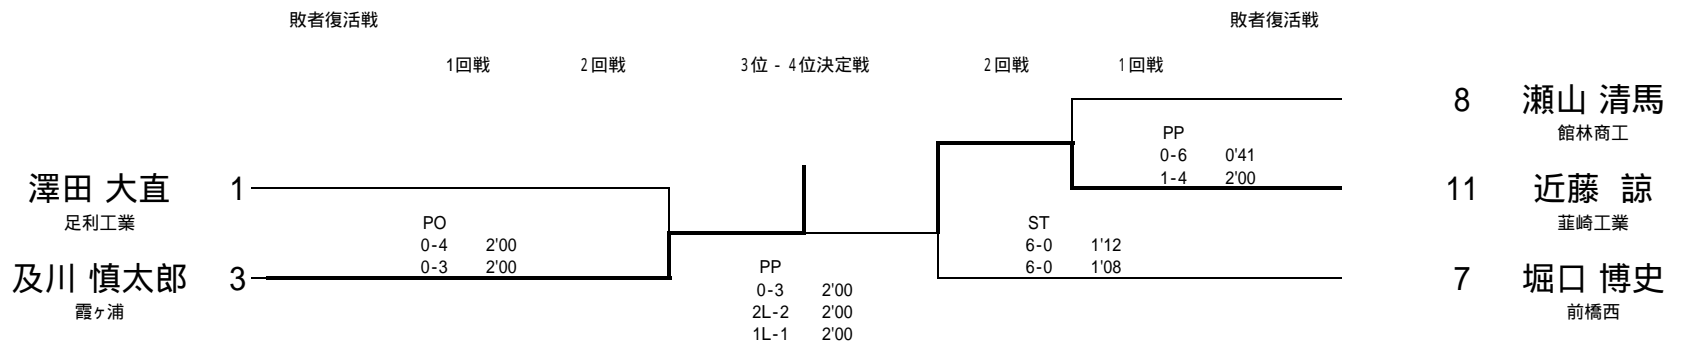 敗者復活戦 敗者復活戦
1回戦 2回戦 3位 - 4位決定戦 2回戦 1回戦
8 瀬山 清馬
館林商工
PP
0-6 0'41
1-4 2'00
澤田 大直 1
足利工業
11 近藤 諒
韮崎工業
PO
0-4 2'00
0-3 2'00
ST
6-0 1'12
6-0 1'08
及川 慎太郎 3
霞ヶ浦
PP
0-3 2'00
2L-2 2'00
1L-1 2'00
7 堀口 博史
前橋西